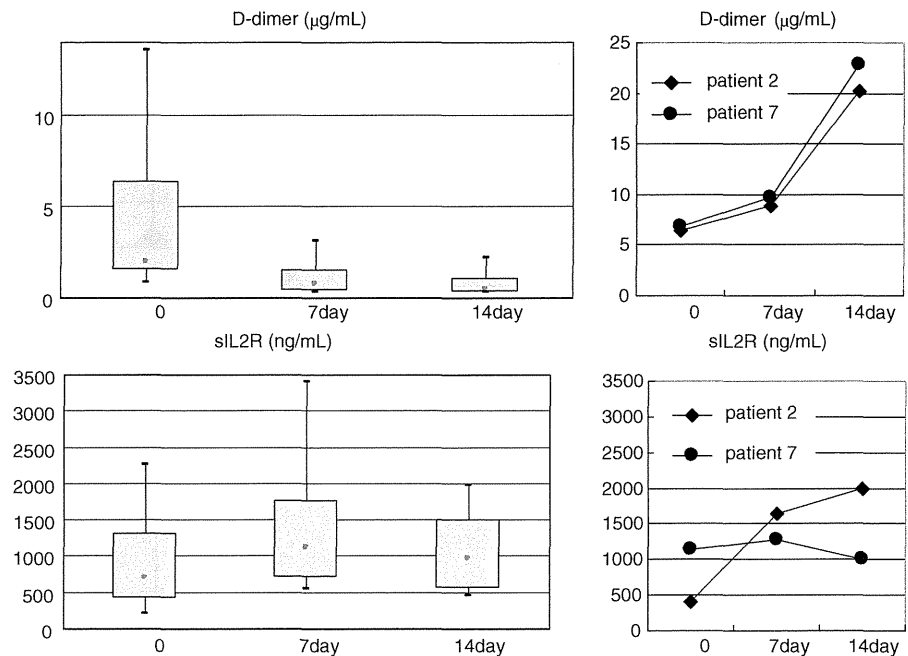 D-dimer (μg/mL)
10
5
0
0 7day 14day
D-dimer (μg/mL)
25
20
15
10
5
0
patient 2
patient 7
0 7day 14day
sIL2R (ng/mL)
3500
3000
2500
2000
1500
1000
500
0
0 7day 14day
sIL2R (ng/mL)
3500
3000
2500
2000
1500
1000
500
0
patient 2
patient 7
0 7day 14day